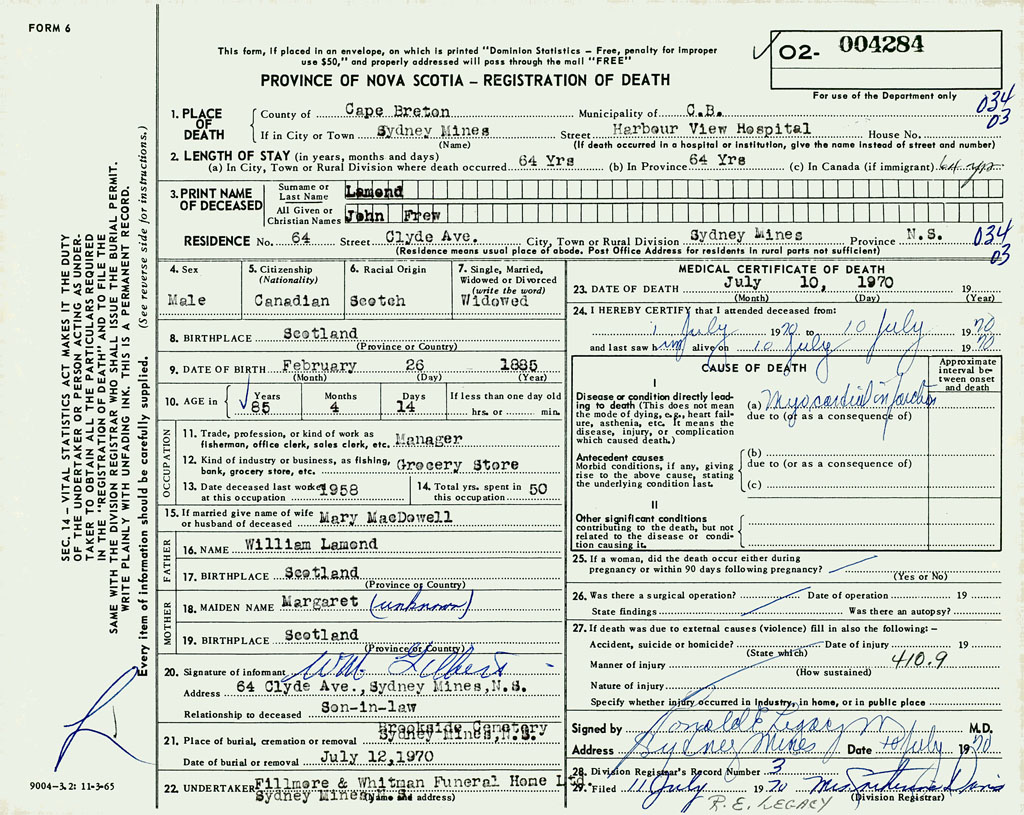 FORM 6
This form, if placed in an envelope, on which is printed "Dominion Statistics – Free, penalty for improper
use $50," and properly addressed will pass through the mail "FREE"
PROVINCE OF NOVA SCOTIA – REGISTRATION OF DEATH
02- 004284
For use of the Department only
034
03
1. PLACE OF DEATH
County of Cape Breton Municipality of C.B.
If in City or Town Sydney Mines Street Harbour View Hospital House No.
(Name) (If death occurred in a hospital or institution, give the name instead of street and number)
2. LENGTH OF STAY (in years, months and days)
(a) In City, Town or Rural Division where death occurred 64 Yrs (b) In Province 64 Yrs (c) In Canada (if immigrant) 64 yrs
3. PRINT NAME OF DECEASED
Surname or Last Name Lamond
All Given or Christian Names John Frew
RESIDENCE No. 64 Street Clyde Ave. City, Town or Rural Division Sydney Mines Province N.S.
(Residence means usual place of abode. Post Office Address for residents in rural parts not sufficient)
034
03
4. Sex
Male
5. Citizenship (Nationality)
Canadian
6. Racial Origin
Scotch
7. Single, Married, Widowed or Divorced (write the word)
Widowed
8. BIRTHPLACE Scotland
(Province or Country)
9. DATE OF BIRTH February 26 1885
(Month) (Day) (Year)
10. AGE in Years Months Days If less than one day old
85 4 14 hrs. or min.
OCCUPATION
11. Trade, profession, or kind of work as
fisherman, office clerk, sales clerk, etc. Manager
12. Kind of industry or business, as fishing,
bank, grocery store, etc. Grocery Store
13. Date deceased last worked at this occupation 1958
14. Total yrs. spent in this occupation 50
15. If married give name of wife
or husband of deceased Mary MacDowell
FATHER
16. NAME William Lamond
17. BIRTHPLACE Scotland
(Province or Country)
MOTHER
18. MAIDEN NAME Margaret (unknown)
19. BIRTHPLACE Scotland
(Province or Country)
20. Signature of informant Wm Gilbert
Address 64 Clyde Ave., Sydney Mines, N.S.
Relationship to deceased Son-in-law
Brookside Cemetery
21. Place of burial, cremation or removal Sydney Mines, N.S.
Date of burial or removal July 12, 1970
22. UNDERTAKER Fillmore & Whitman Funeral Home Ltd.
Sydney Mines N.S.
(Name and address)
MEDICAL CERTIFICATE OF DEATH
23. DATE OF DEATH July 10, 1970 19
(Month) (Day) (Year)
24. I HEREBY CERTIFY that I attended deceased from:
1 July 1970 to 10 July 1970
and last saw him alive on 10 July 1970
CAUSE OF DEATH
Approximate interval between onset and death
I
Disease or condition directly leading to death (This does not
the mode of dying, e.g., heart failure, asthenia, etc. It means the
disease, injury, or complication
which caused death.)
(a) Myocardial infarction
due to (or as a consequence of)
Antecedent causes
Morbid conditions, if any, giving
rise to the above cause, stating
the underlying condition last.
(b)
due to (or as a consequence of)
(c)
II
Other significant conditions
contributing to the death, but not
related to the disease or condition causing it.
25. If a woman, did the death occur either during
pregnancy or within 90 days following pregnancy?
(Yes or No)
26. Was there a surgical operation? Date of operation 19
State findings Was there an autopsy?
27. If death was due to external causes (violence) fill in also the following: –
Accident, suicide or homicide? Date of injury 19
(State which)
Manner of injury 410.9
(How sustained)
Nature of injury
Specify whether injury occurred in industry, in home, or in public place
Signed by Ronald E Legacy M.D.
Address Sydney Mines Date 10 July 1970
28. Division Registrar's Record Number 3
29. Filed 11 July 1970
(Division Registrar)
R. E. LEGACY
SEC. 14 – VITAL STATISTICS ACT MAKES IT THE DUTY
OF THE UNDERTAKER OR PERSON ACTING AS UNDER-
TAKER TO OBTAIN ALL THE PARTICULARS REQUIRED
IN THE "REGISTRATION OF DEATH" AND TO FILE THE
SAME WITH THE DIVISION REGISTRAR WHO SHALL ISSUE THE BURIAL PERMIT.
WRITE PLAINLY WITH UNFADING INK. THIS IS A PERMANENT RECORD.
Every item of information should be carefully supplied. (See reverse side for instructions.)
9004–3.2: 11-3-65